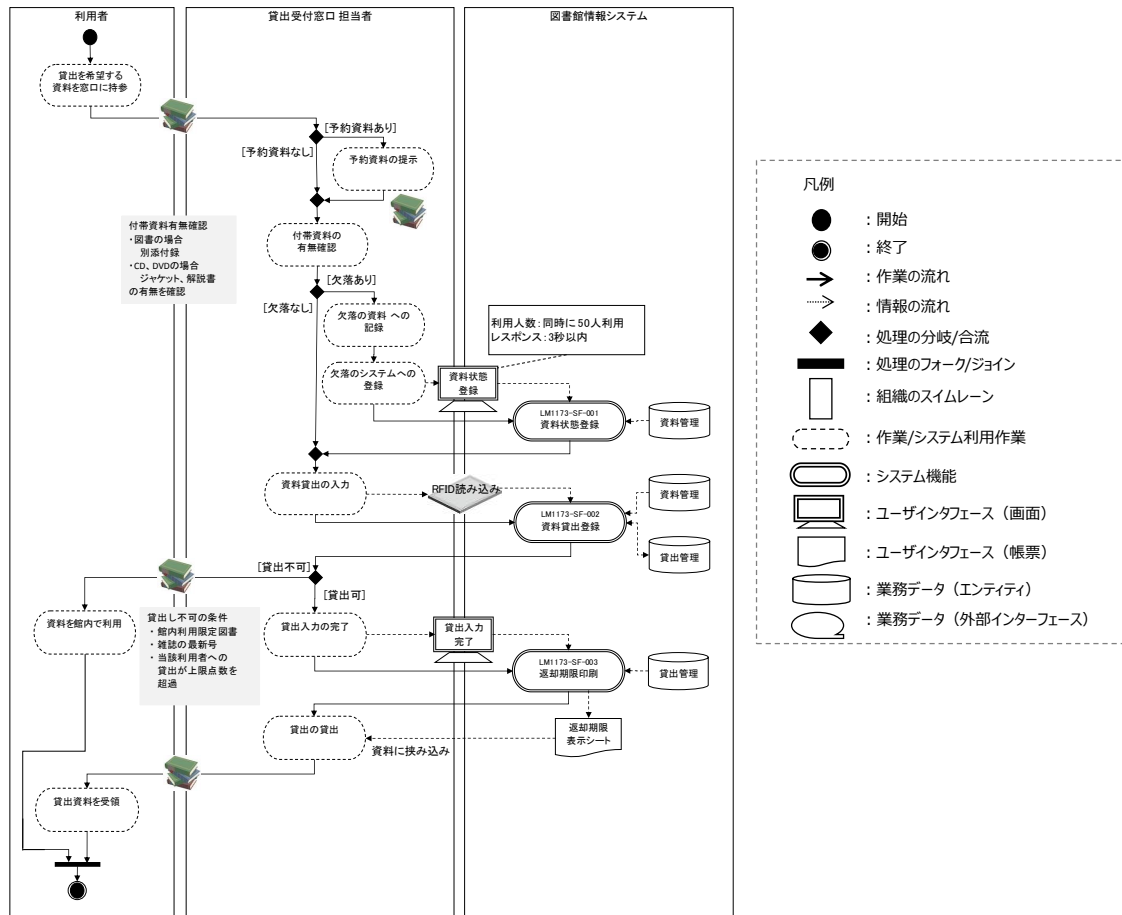 利用者
貸出受付窓口 担当者
図書館情報システム
貸出を希望する
資料を窓口に持参
[予約資料あり]
[予約資料なし]
予約資料の提示
付帯資料有無確認
・図書の場合
別添付録
・CD、DVDの場合
ジャケット、解説書
の有無を確認
付帯資料の
有無確認
[欠落あり]
[欠落なし]
欠落の資料 への
記録
利用人数：同時に50人利用
レスポンス：3秒以内
欠落のシステムへの
登録
資料状態
登録
LM1173-SF-001
資料状態登録
資料管理
資料貸出の入力
RFID読み込み
LM1173-SF-002
資料貸出登録
資料管理
貸出管理
[貸出不可]
[貸出可]
資料を館内で利用
貸出し不可の条件
・館内利用限定図書
・雑誌の最新号
・当該利用者への
貸出が上限点数を
超過
貸出入力の完了
貸出入力
完了
LM1173-SF-003
返却期限印刷
貸出管理
貸出の貸出
資料に挟み込み
返却期限
表示シート
貸出資料を受領
凡例
：開始
：終了
：作業の流れ
：情報の流れ
：処理の分岐/合流
：処理のフォーク/ジョイン
：組織のスイムレーン
：作業/システム利用作業
：システム機能
：ユーザインタフェース（画面）
：ユーザインタフェース（帳票）
：業務データ（エンティティ）
：業務データ（外部インターフェース）